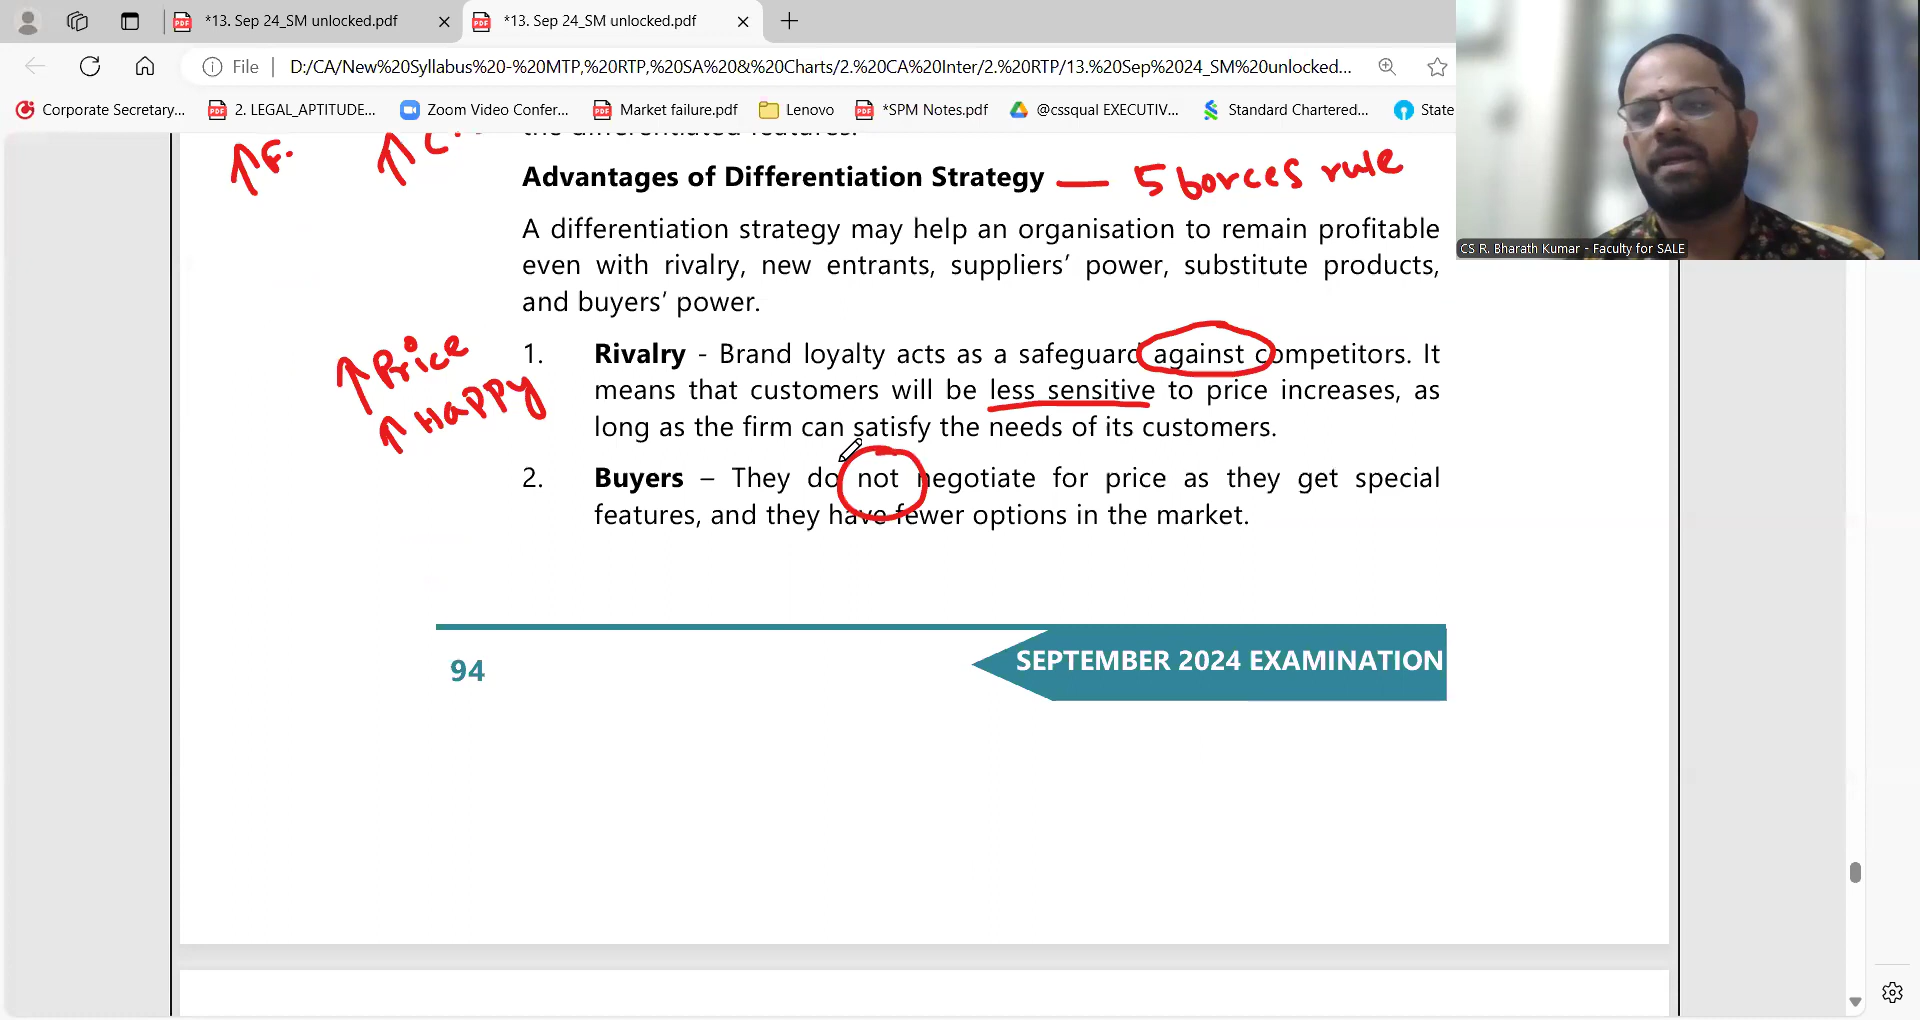 *13. Sep 24_SM unlocked.pdf
*13. Sep 24_SM unlocked.pdf
File
D:/CA/New%20Syllabus%20-%20MTP,%20RTP,%20SA%20&%20Charts/2.%20CA%20Inter/2.%20RTP/13.%20Sep%2024_SM%20unlocked...
Corporate Secretary...
2. LEGAL_APTITUDE...
Zoom Video Confer...
Market failure.pdf
Lenovo
*SPM Notes.pdf
@cssqual EXECUTIV...
Standard Chartered...
State
CS R. Bharath Kumar - Faculty for SALE
the differentiated features.
↑F.
↑C.
Advantages of Differentiation Strategy — 5 forces rule
A differentiation strategy may help an organisation to remain profitable
even with rivalry, new entrants, suppliers’ power, substitute products,
and buyers’ power.
↑Price
↑Happy
1. Rivalry - Brand loyalty acts as a safeguard against competitors. It
means that customers will be less sensitive to price increases, as
long as the firm can satisfy the needs of its customers.
2. Buyers – They do not negotiate for price as they get special
features, and they have fewer options in the market.
94
SEPTEMBER 2024 EXAMINATION